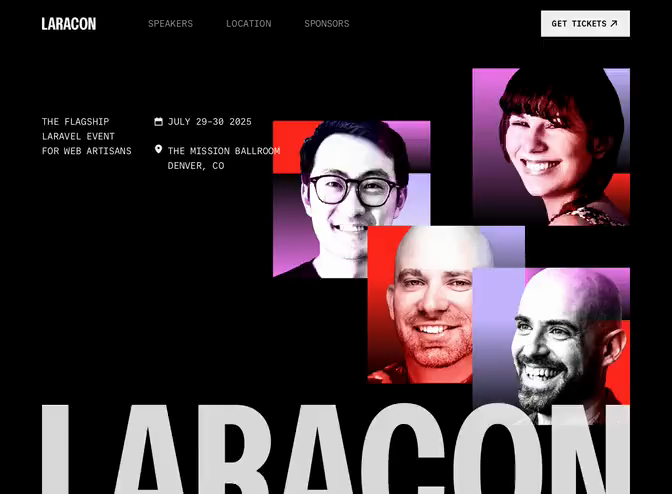 LARACON
SPEAKERS
LOCATION
SPONSORS
GET TICKETS
THE FLAGSHIP
LARAVEL EVENT
FOR WEB ARTISANS
JULY 29–30 2025
THE MISSION BALLROOM
DENVER, CO
LARACON